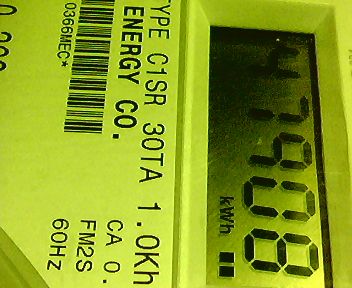 47908
kWh
TYPE C1SR 30TA 1.0Kh
ENERGY CO.
CA 0.
FM2S
60Hz
0366MEC*